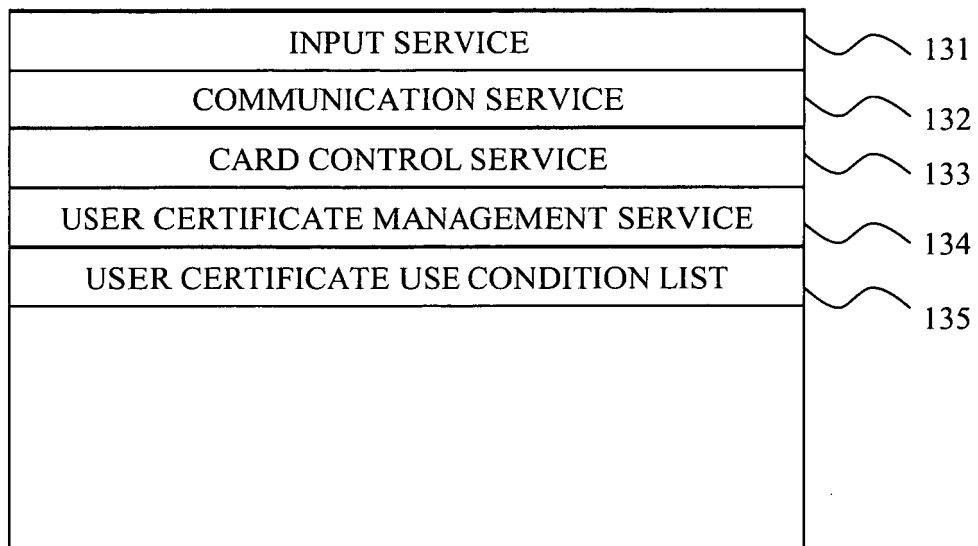 INPUT SERVICE 131
COMMUNICATION SERVICE 132
CARD CONTROL SERVICE 133
USER CERTIFICATE MANAGEMENT SERVICE 134
USER CERTIFICATE USE CONDITION LIST 135